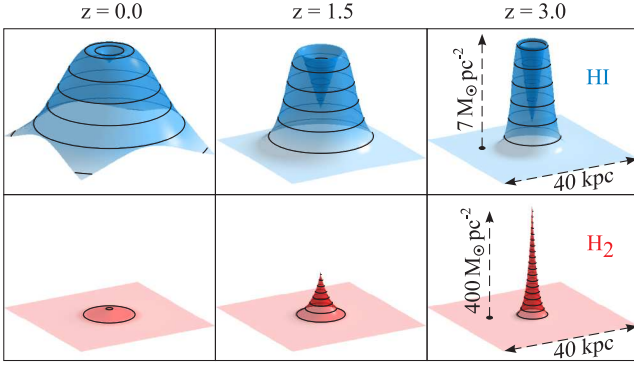 z = 0.0
z = 1.5
z = 3.0
7 M☉ pc⁻²
HI
40 kpc
400 M☉ pc⁻²
H₂
40 kpc